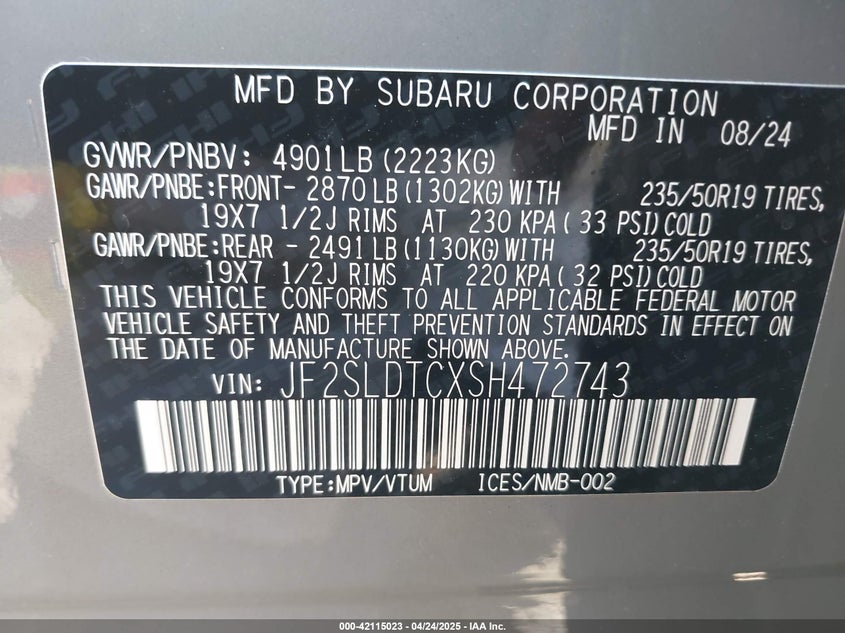 MFD BY SUBARU CORPORATION
MFD IN 08/24
GVWR/PNBV: 4901LB (2223KG)
GAWR/PNBE:FRONT- 2870LB(1302KG)WITH 235/50R19 TIRES,
19X7 1/2J RIMS AT 230 KPA( 33 PSI)COLD
GAWR/PNBE:REAR - 2491LB(1130KG)WITH 235/50R19 TIRES,
19X7 1/2J RIMS AT 220 KPA( 32 PSI)COLD
THIS VEHICLE CONFORMS TO ALL APPLICABLE FEDERAL MOTOR
VEHICLE SAFETY AND THEFT PREVENTION STANDARDS IN EFFECT ON
THE DATE OF MANUFACTURE SHOWN ABOVE.
VIN: JF2SLDTCXSH472743
TYPE:MPV/VTUM ICES/NMB-002
000-42115023 - 04/24/2025 - IAA Inc.